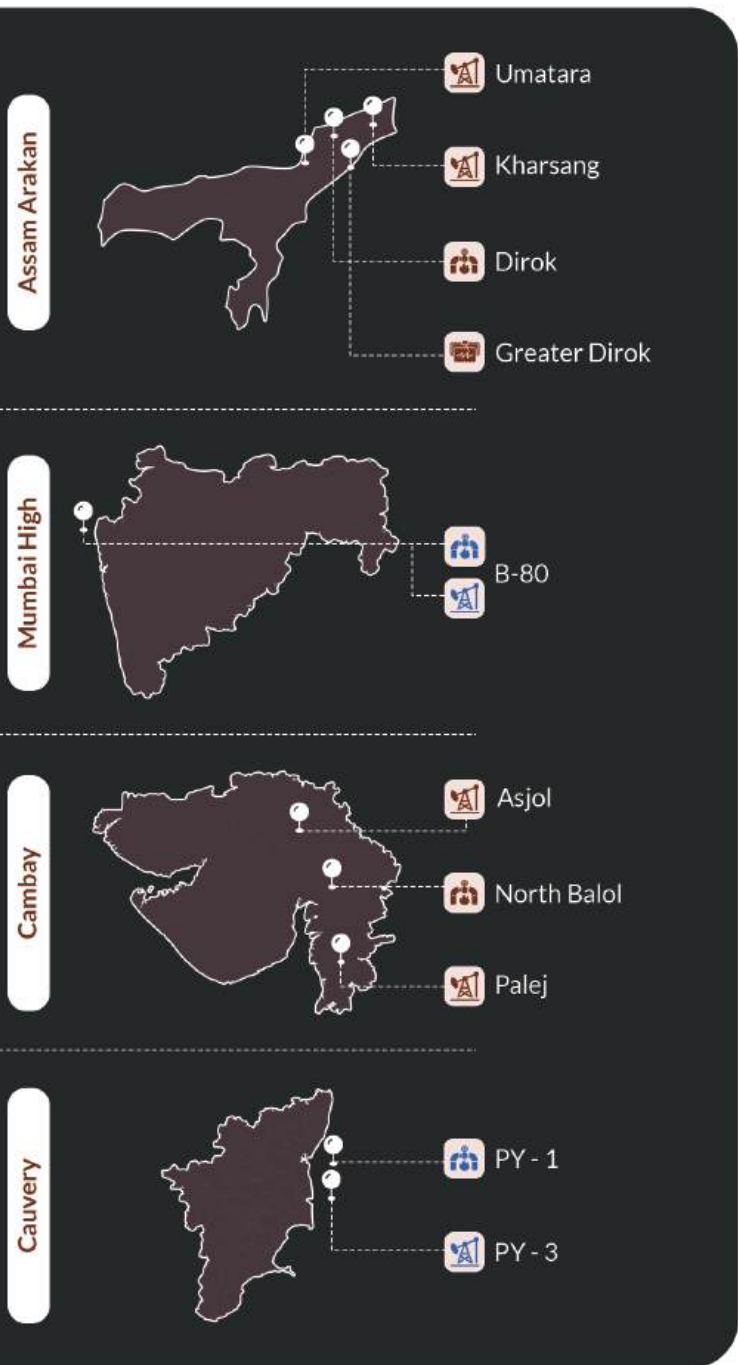 Assam Arakan
Umatara
Kharsang
Dirok
Greater Dirok
Mumbai High
B-80
Cambay
Asjol
North Balol
Palej
Cauvery
PY - 1
PY - 3